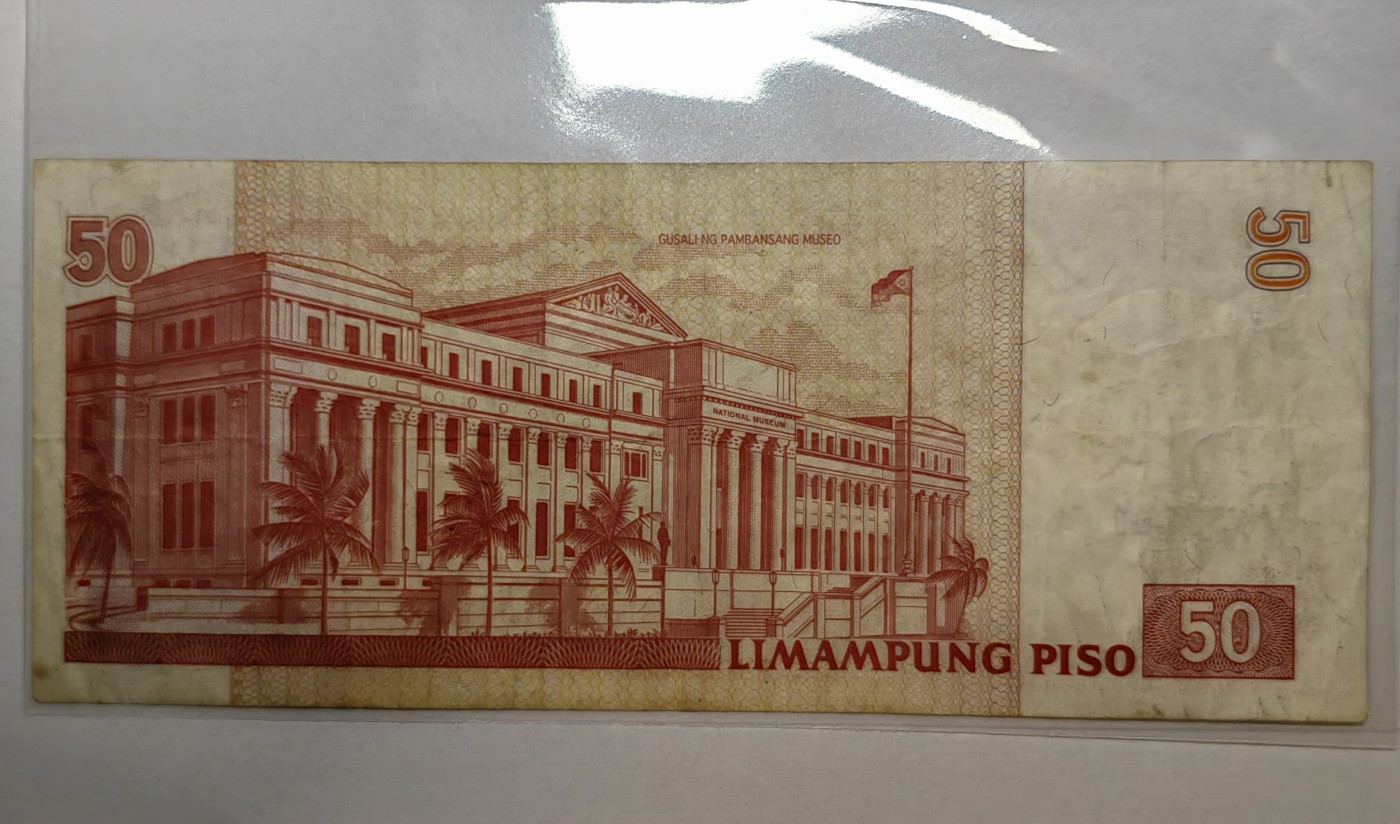 50
GUSALI NG PAMBANSANG MUSEO
50
NATIONAL MUSEUM
LIMAMPUNG PISO
50